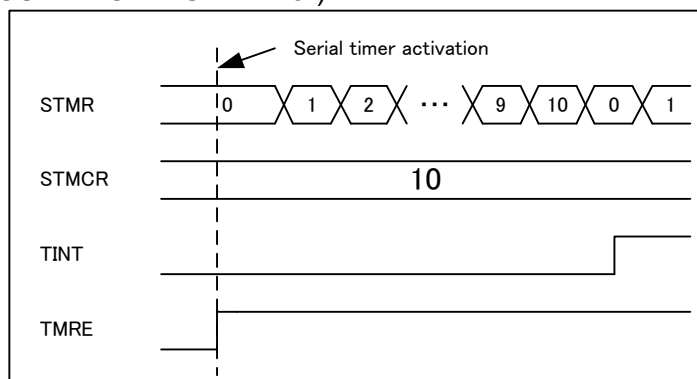 Serial timer activation
STMR 0 1 2 ··· 9 10 0 1
STMCR 10
TINT
TMRE